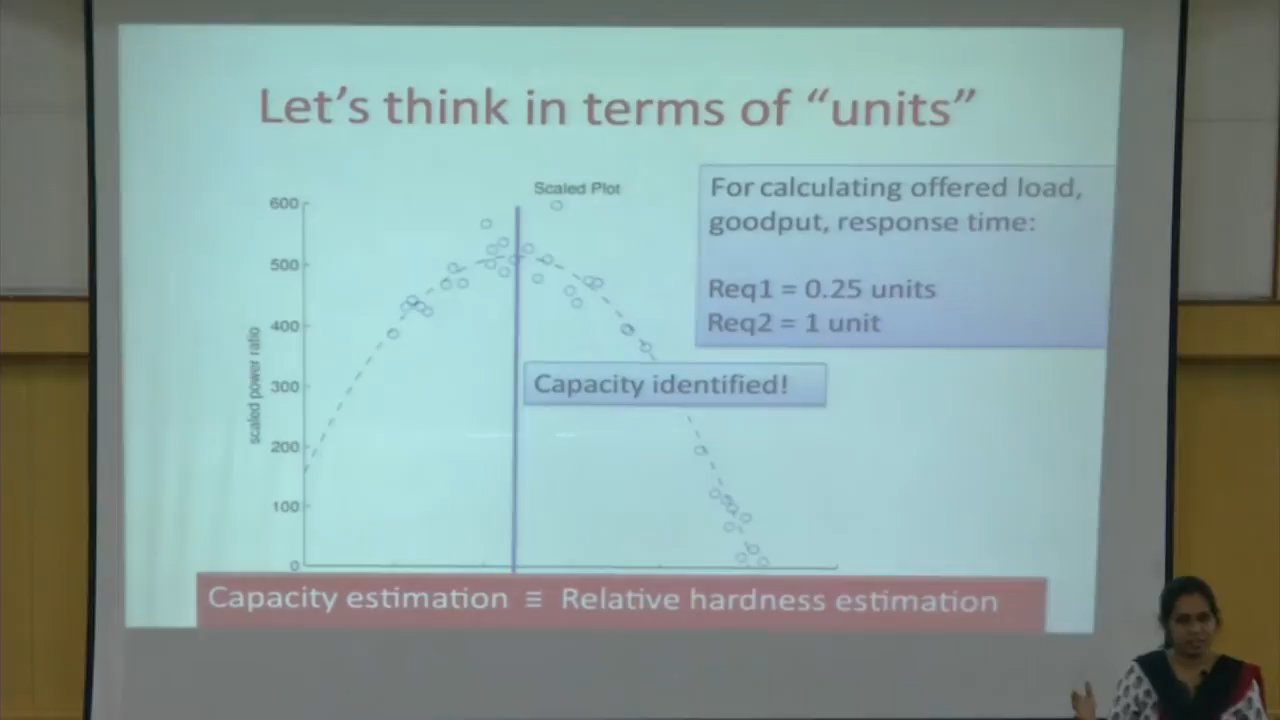 Let's think in terms of “units”
Scaled Plot
For calculating offered load,
goodput, response time:
Req1 = 0.25 units
Req2 = 1 unit
Capacity identified!
scaled power ratio
600
500
400
300
200
100
0
Capacity estimation ≡ Relative hardness estimation